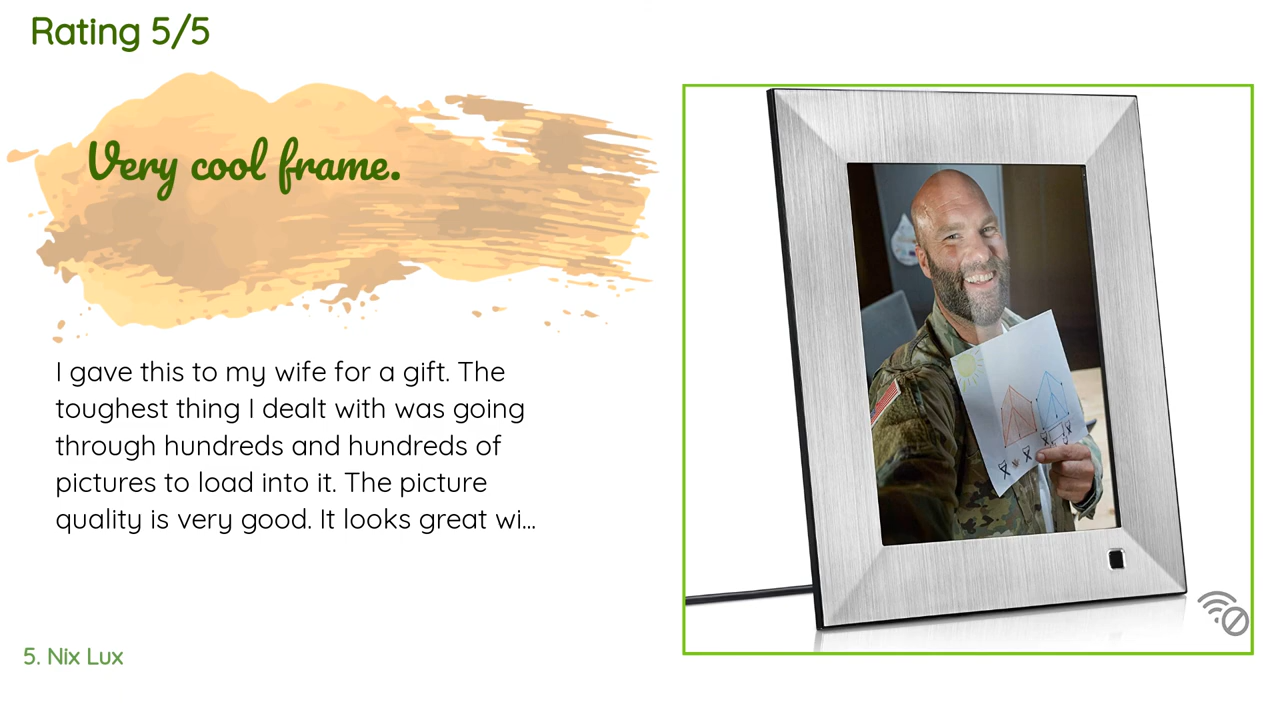 Rating 5/5
Very cool frame.
I gave this to my wife for a gift. The
toughest thing I dealt with was going
through hundreds and hundreds of
pictures to load into it. The picture
quality is very good. It looks great wi...
5. Nix Lux